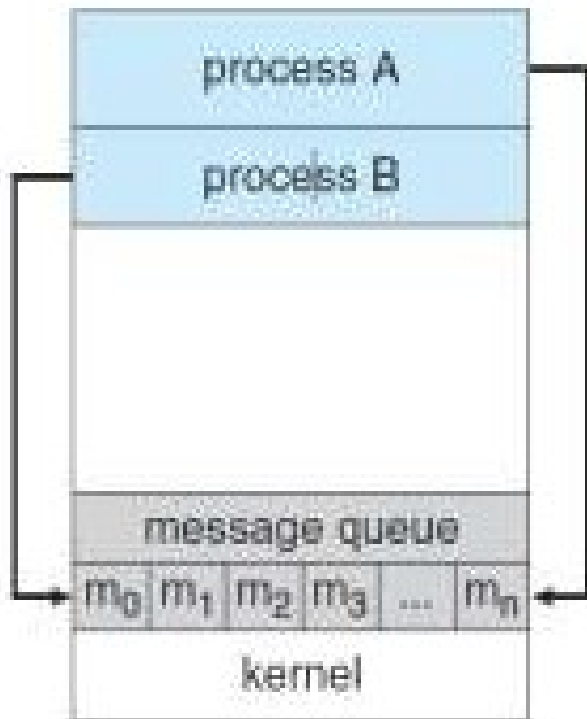 process A
process B
message queue
m₀ m₁ m₂ m₃ ... mₙ
kernel